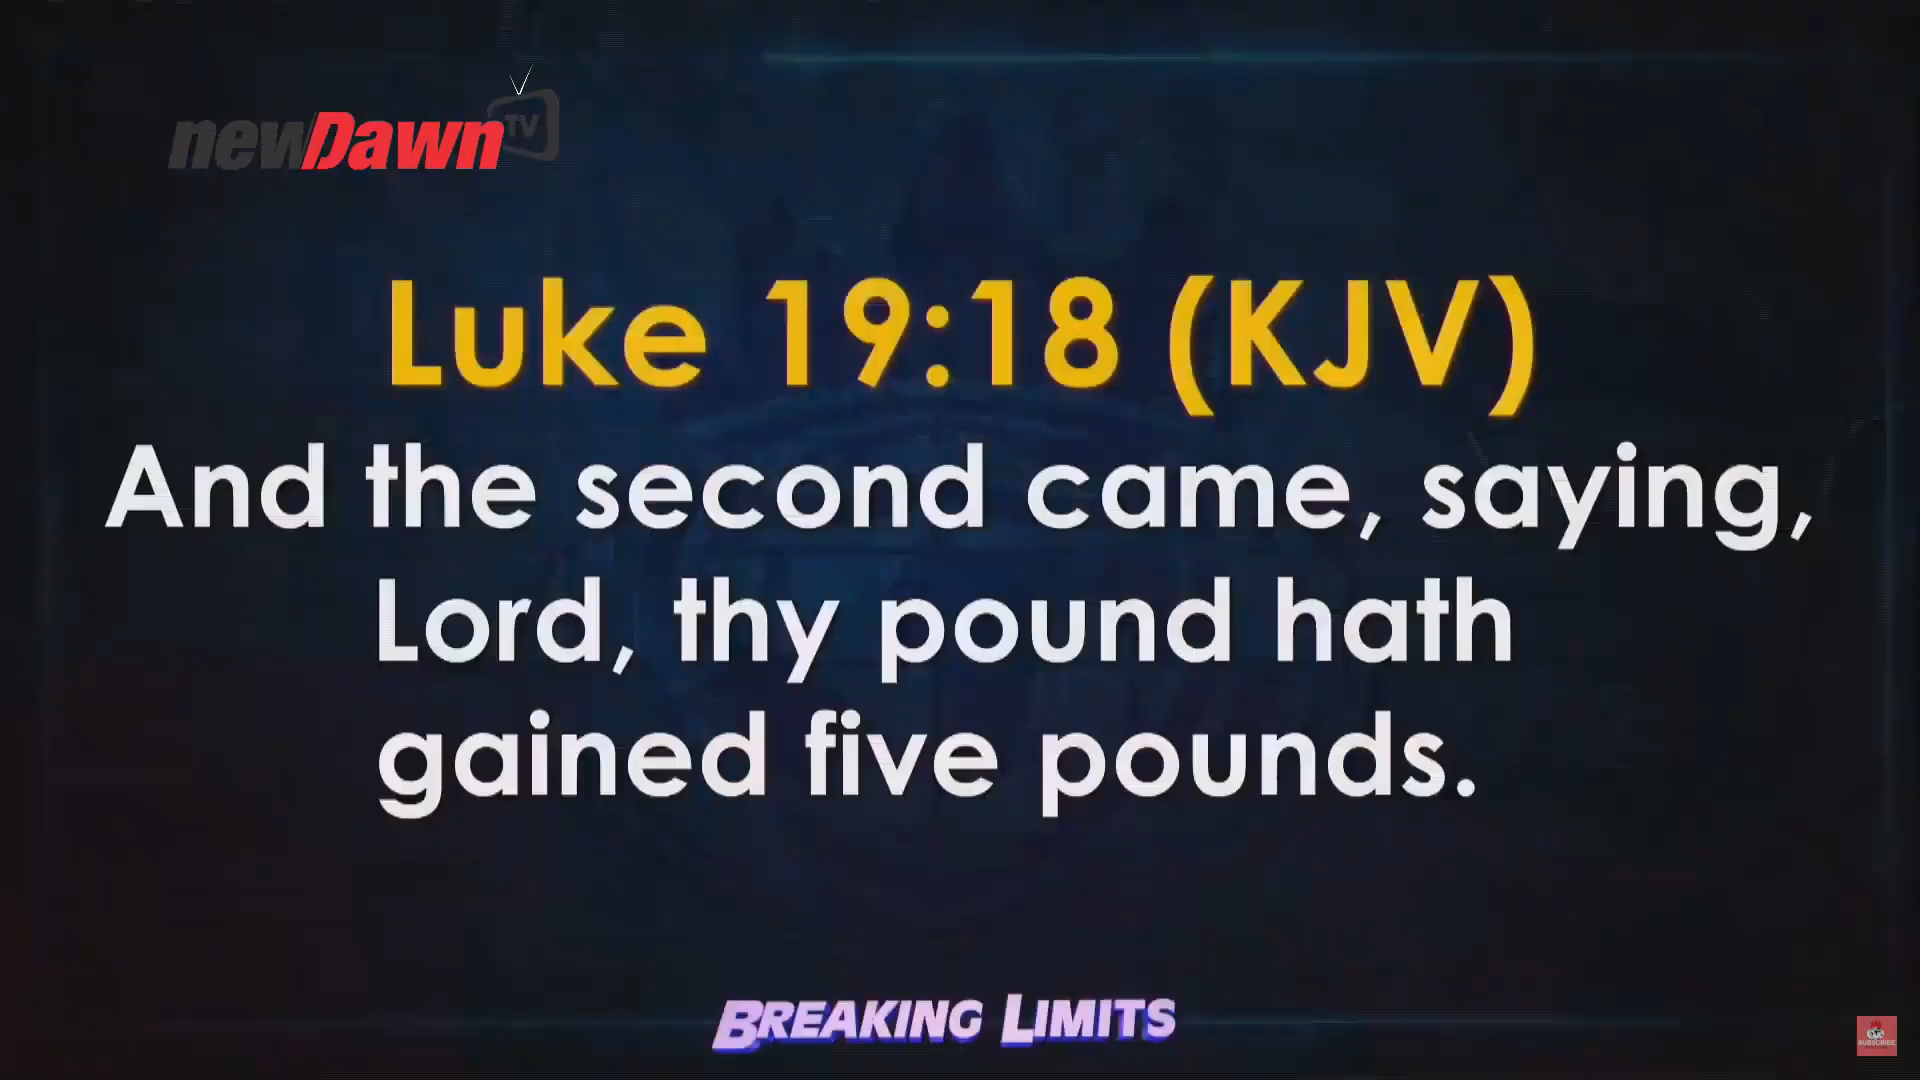 newDawn TV
Luke 19:18 (KJV)
And the second came, saying,
Lord, thy pound hath
gained five pounds.
BREAKING LIMITS
SUBSCRIBE